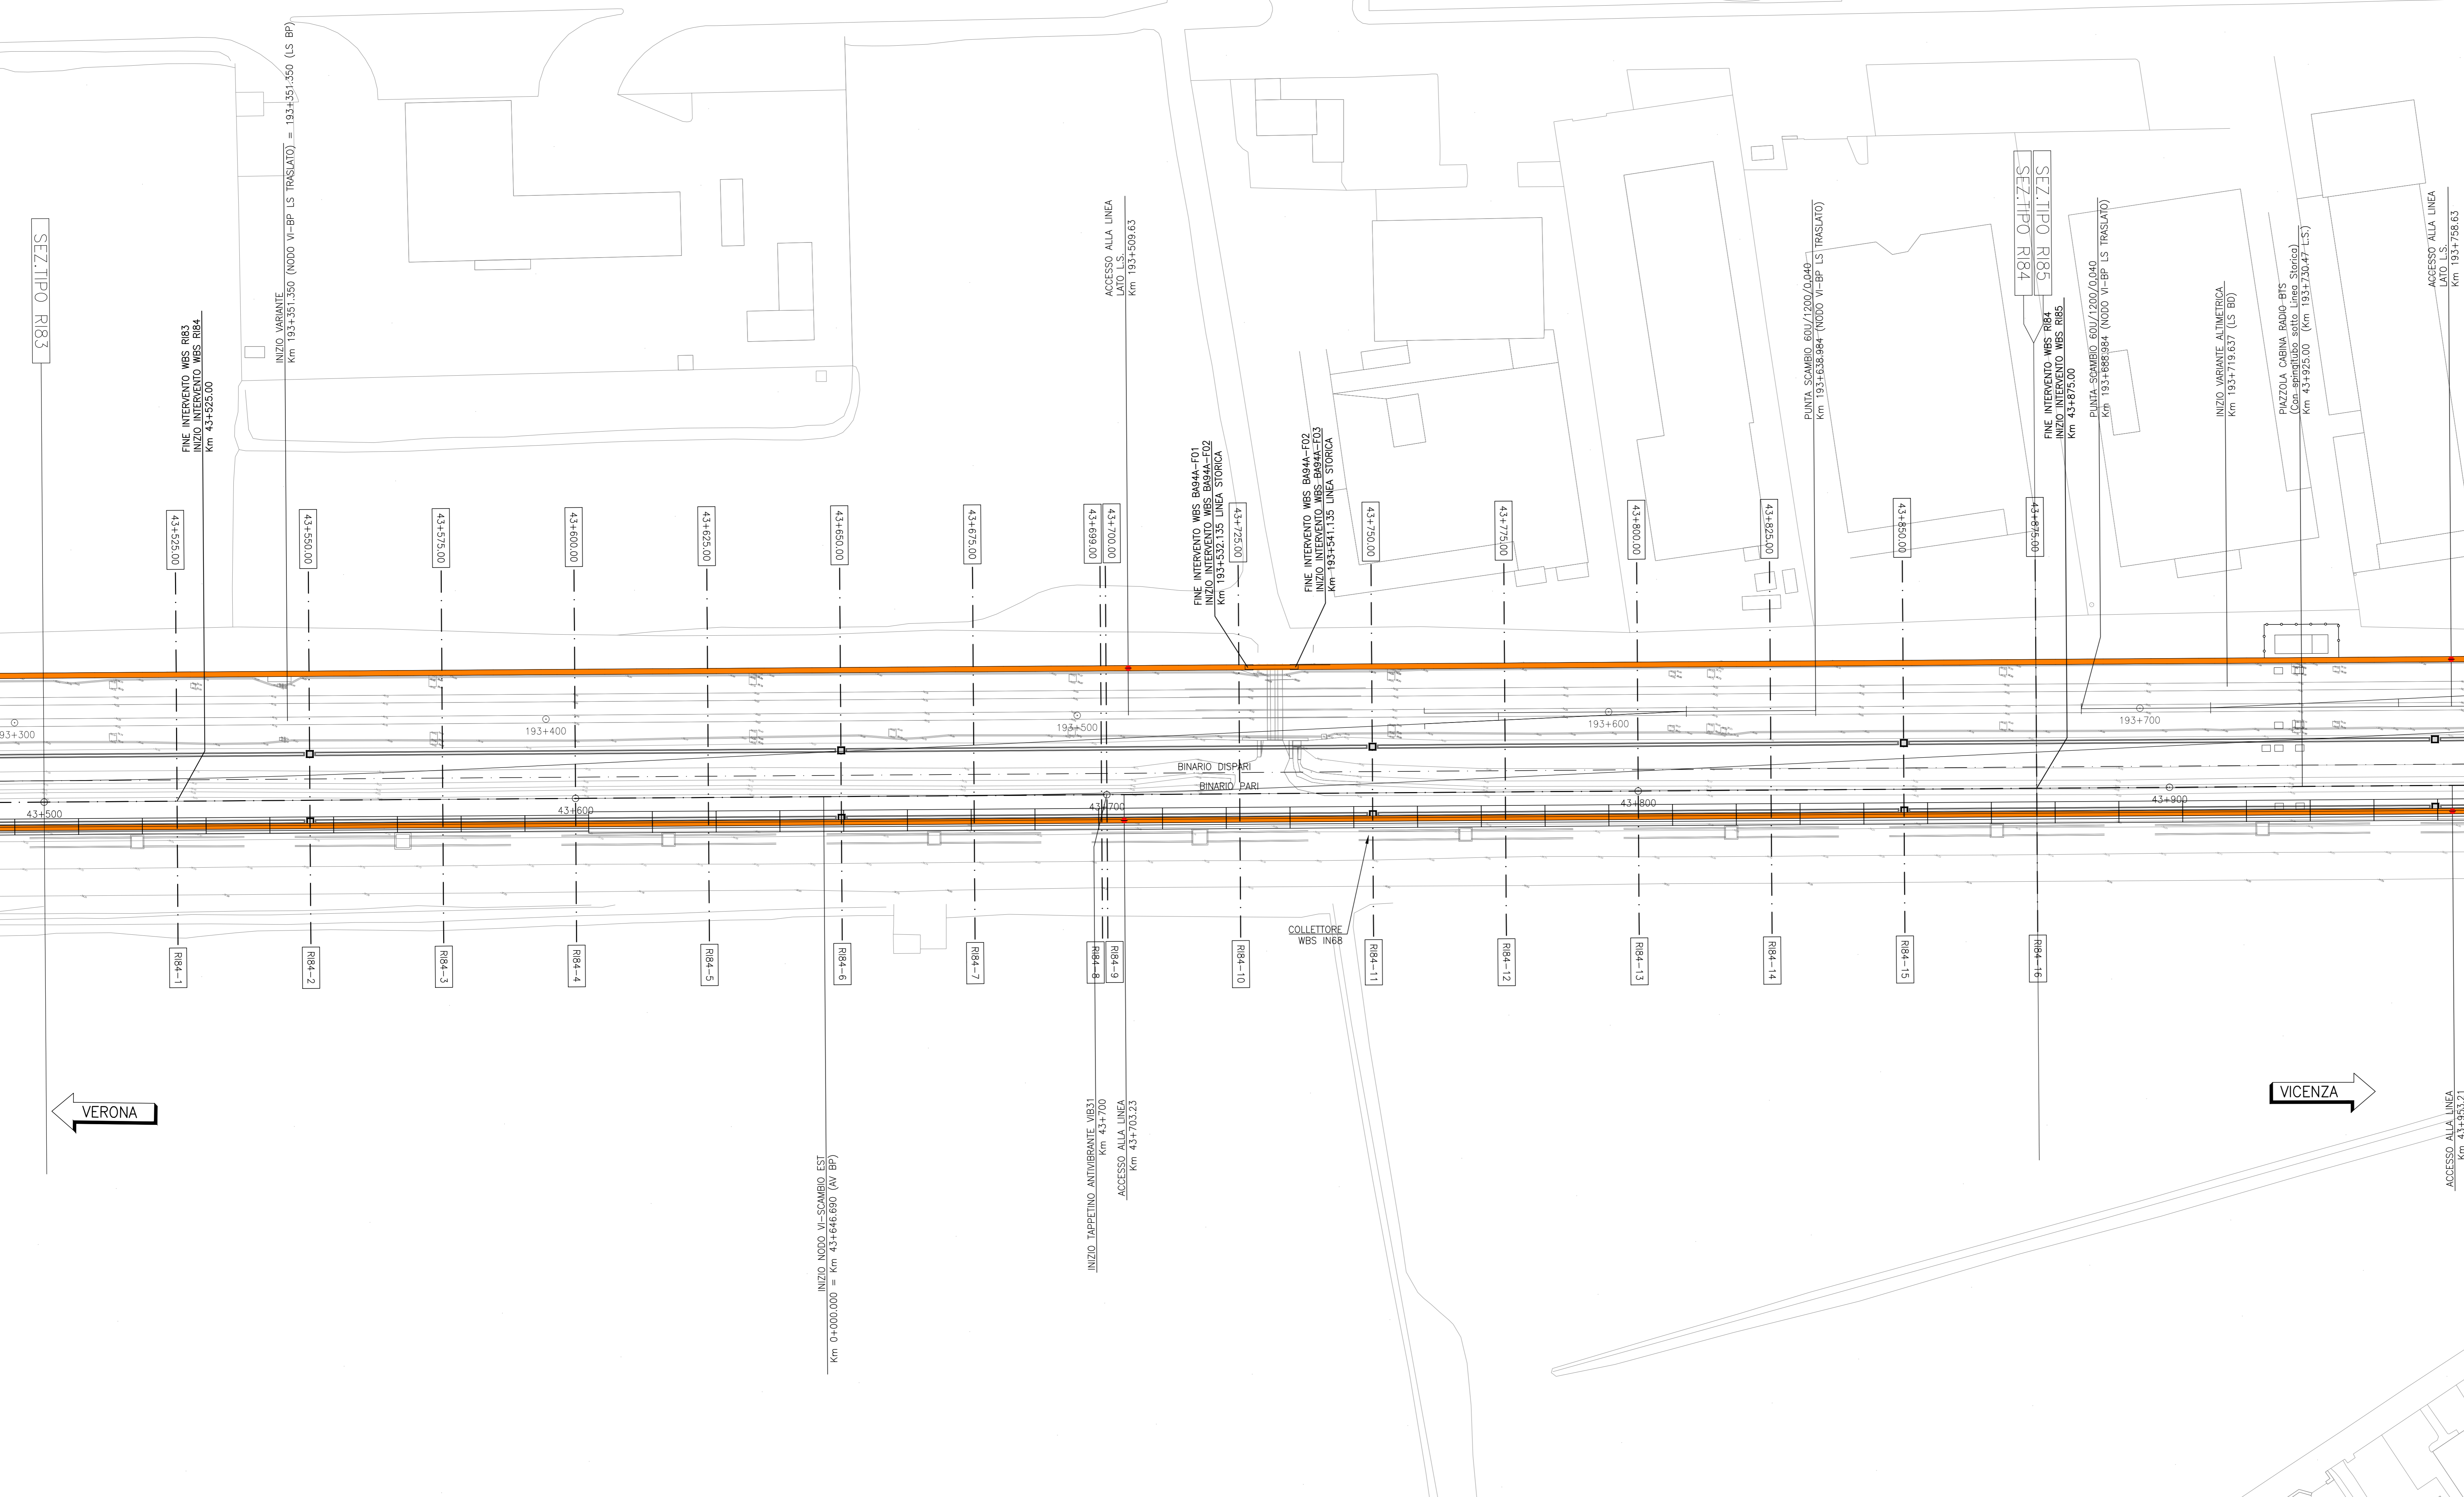 SEZ.TIPO RI83
FINE INTERVENTO WBS RI83
INIZIO INTERVENTO WBS RI84
Km 43+525.00
INIZIO VARIANTE
Km 193+351.350 (NODO VI-BP LS TRASLATO) = 193+351.350 (LS BP)
ACCESSO ALLA LINEA
LATO L.S.
Km 193+509.63
FINE INTERVENTO WBS BA94A-F01
INIZIO INTERVENTO WBS BA94A-F02
Km 193+532.135 LINEA STORICA
FINE INTERVENTO WBS BA94A-F02
INIZIO INTERVENTO WBS BA94A-F03
Km 193+541.135 LINEA STORICA
PUNTA SCAMBIO 60U/1200/0,040
Km 193+638.984 (NODO VI-BP LS TRASLATO)
SEZ.TIPO RI84
SEZ.TIPO RI85
FINE INTERVENTO WBS RI84
INIZIO INTERVENTO WBS RI85
Km 43+875.00
PUNTA SCAMBIO 60U/1200/0,040
Km 193+688.984 (NODO VI-BP LS TRASLATO)
INIZIO VARIANTE ALTIMETRICA
Km 193+719.637 (LS BD)
PIAZZOLA CABINA RADIO BTS
(Con spingitubo sotto Linea Storica)
Km 43+925.00 (Km 193+730.47 L.S.)
ACCESSO ALLA LINEA
LATO L.S.
Km 193+758.63
43+525.00
43+550.00
43+575.00
43+600.00
43+625.00
43+650.00
43+675.00
43+699.00
43+700.00
43+725.00
43+750.00
43+775.00
43+800.00
43+825.00
43+850.00
43+875.00
93+300
193+400
193+500
193+600
193+700
BINARIO DISPARI
BINARIO PARI
43+500
43+600
43+700
43+800
43+900
COLLETTORE
WBS IN68
RI84-1
RI84-2
RI84-3
RI84-4
RI84-5
RI84-6
RI84-7
RI84-8
RI84-9
RI84-10
RI84-11
RI84-12
RI84-13
RI84-14
RI84-15
RI84-16
VERONA
VICENZA
INIZIO NODO VI-SCAMBIO EST
Km 0+000.000 = Km 43+646.690 (AV BP)
INIZIO TAPPETINO ANTIVIBRANTE VIB31
Km 43+700
ACCESSO ALLA LINEA
Km 43+703.23
ACCESSO ALLA LINEA
Km 43+953.21